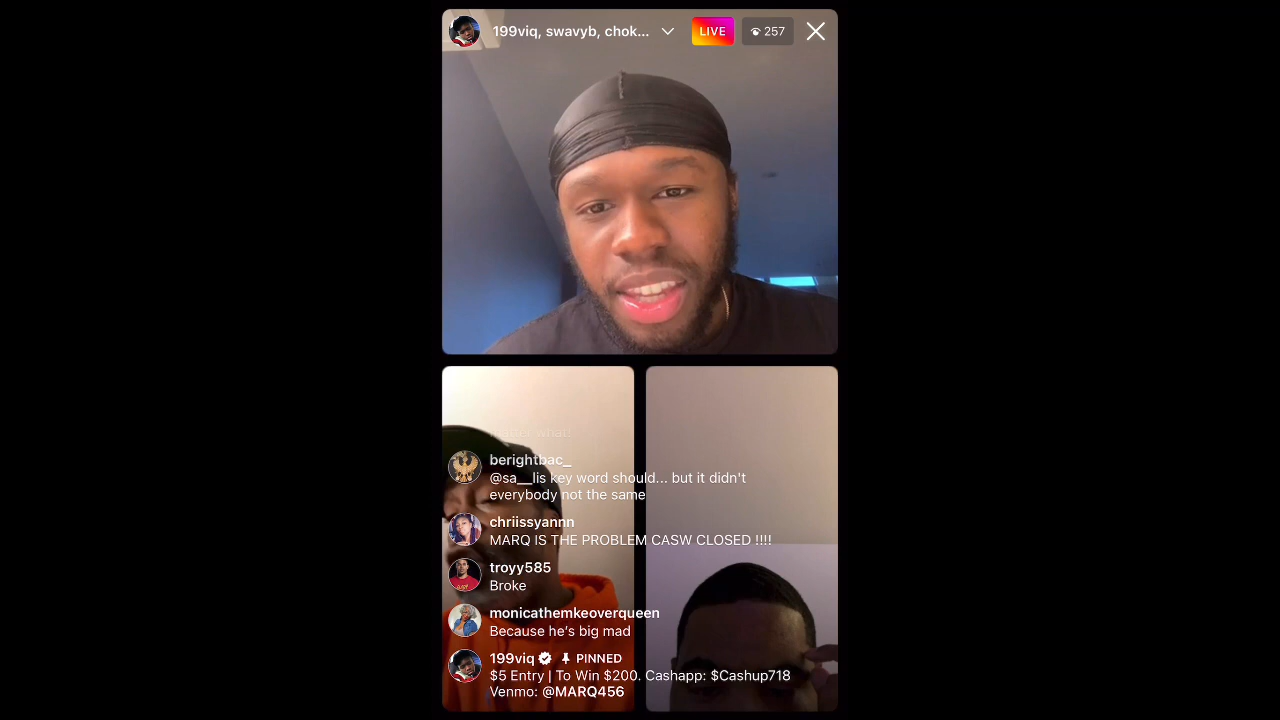 199viq, swavyb, chok...
LIVE
257
matter what!
berightbac_
@sa__lis key word should... but it didn't
everybody not the same
chriissyannn
MARQ IS THE PROBLEM CASW CLOSED !!!!
troyy585
Broke
monicathemkeoverqueen
Because he's big mad
199viq PINNED
$5 Entry | To Win $200. Cashapp: $Cashup718
Venmo: @MARQ456